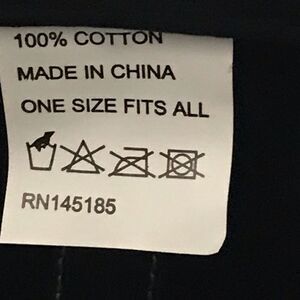 100% COTTON
MADE IN CHINA
ONE SIZE FITS ALL
RN145185